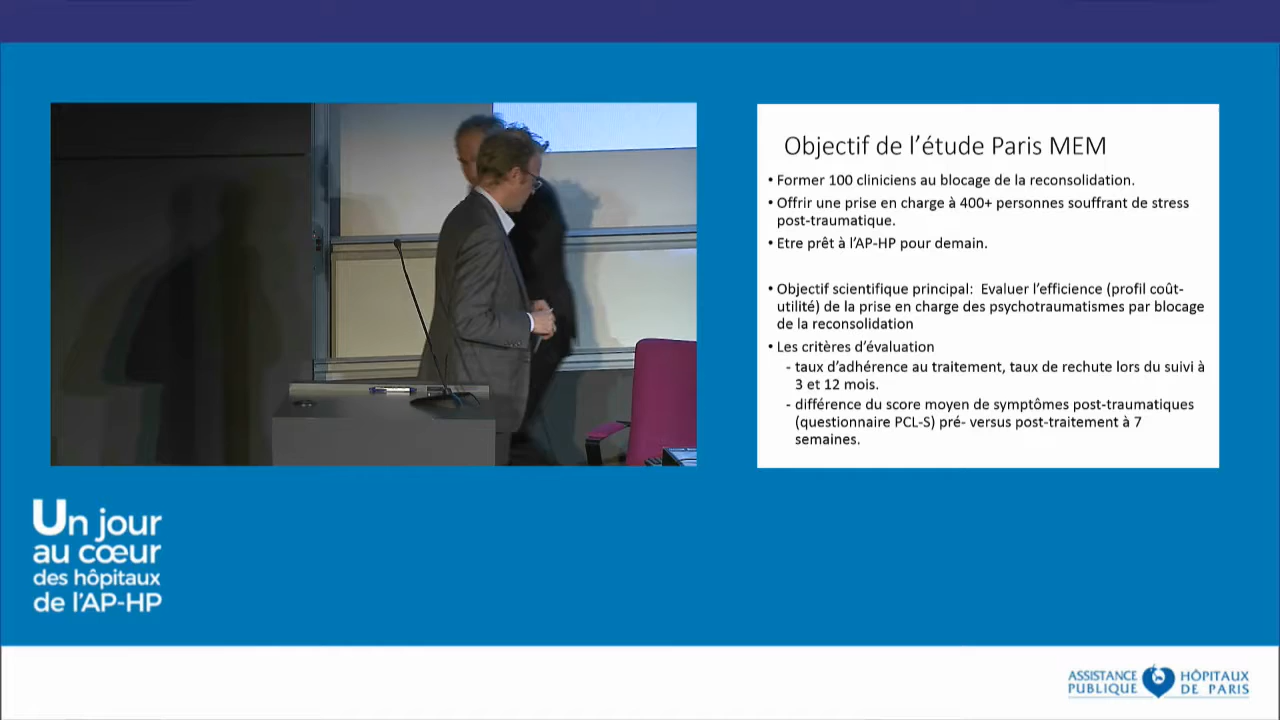 Objectif de l’étude Paris MEM
• Former 100 cliniciens au blocage de la reconsolidation.
• Offrir une prise en charge à 400+ personnes souffrant de stress
post-traumatique.
• Etre prêt à l’AP-HP pour demain.
• Objectif scientifique principal:  Evaluer l’efficience (profil coût-
utilité) de la prise en charge des psychotraumatismes par blocage
de la reconsolidation
• Les critères d’évaluation
- taux d’adhérence au traitement, taux de rechute lors du suivi à
3 et 12 mois.
- différence du score moyen de symptômes post-traumatiques
(questionnaire PCL-S) pré- versus post-traitement à 7
semaines.
Un jour
au cœur
des hôpitaux
de l’AP-HP
ASSISTANCE HÔPITAUX
PUBLIQUE DE PARIS